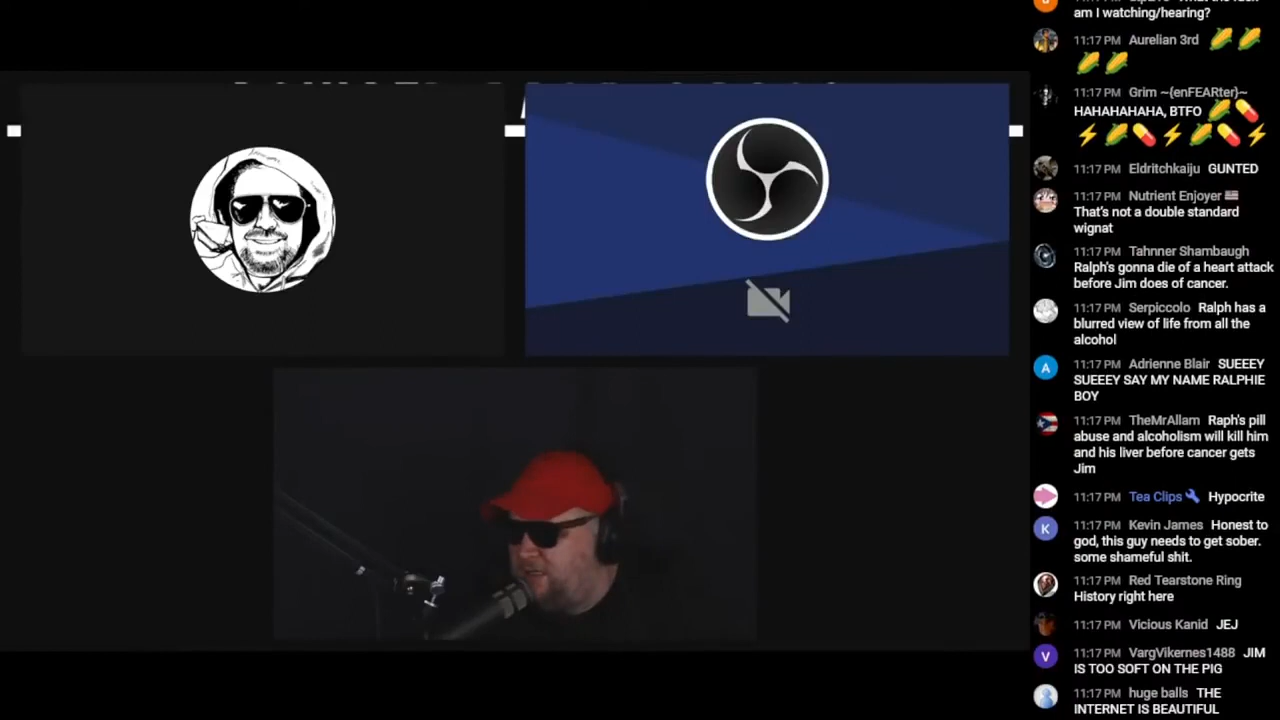 am I watching/hearing?
11:17 PM Aurelian 3rd 🌽🌽
🌽🌽
11:17 PM Grim ~{enFEARter}~
HAHAHAHAHA, BTFO 🌽💊
⚡🌽💊⚡🌽💊⚡
11:17 PM Eldritchkaiju GUNTED
11:17 PM Nutrient Enjoyer 🇺🇸
That's not a double standard
wignat
11:17 PM Tahnner Shambaugh
Ralph's gonna die of a heart attack
before Jim does of cancer.
11:17 PM Serpiccolo Ralph has a
blurred view of life from all the
alcohol
A
11:17 PM Adrienne Blair SUEEEY
SUEEEY SAY MY NAME RALPHIE
BOY
11:17 PM TheMrAllam Raph's pill
abuse and alcoholism will kill him
and his liver before cancer gets
Jim
11:17 PM Tea Clips🔧 Hypocrite
K
11:17 PM Kevin James Honest to
god, this guy needs to get sober.
some shameful shit.
11:17 PM Red Tearstone Ring
History right here
11:17 PM Vicious Kanid JEJ
V
11:17 PM VargVikernes1488 JIM
IS TOO SOFT ON THE PIG
11:17 PM huge balls THE
INTERNET IS BEAUTIFUL